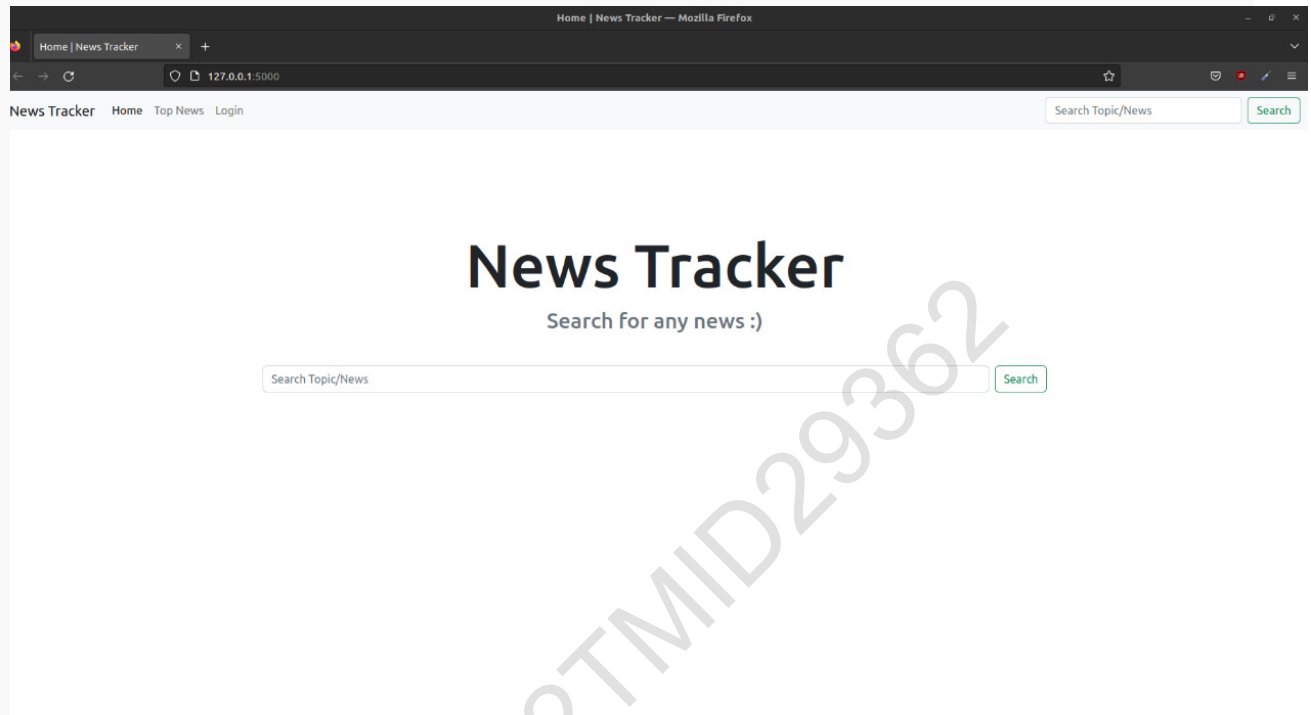 Home | News Tracker — Mozilla Firefox
Home | News Tracker
127.0.0.1:5000
News Tracker Home Top News Login Search Topic/News Search
News Tracker
Search for any news :)
Search Topic/News Search
2TMID29362